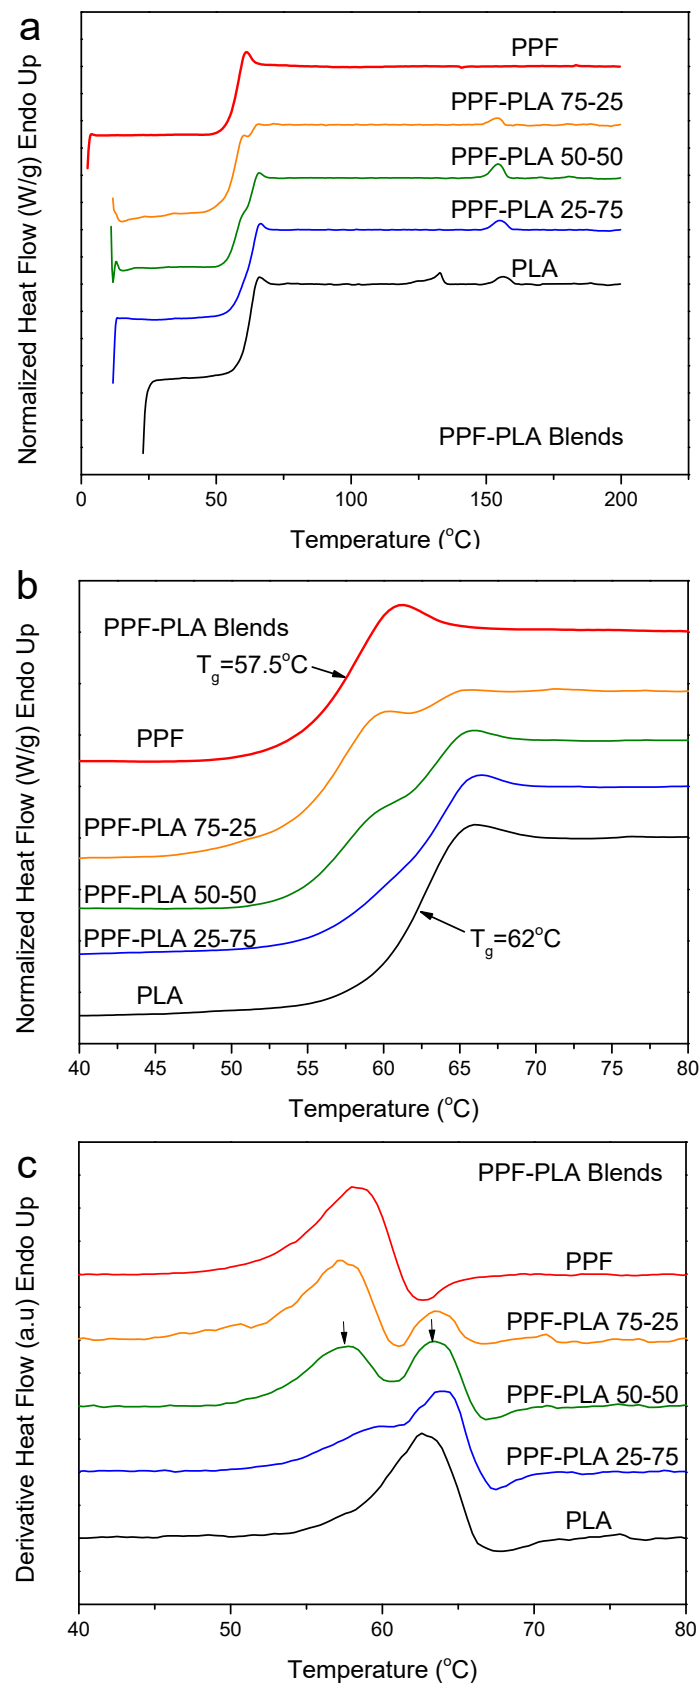 a
Normalized Heat Flow (W/g) Endo Up
PPF
PPF-PLA 75-25
PPF-PLA 50-50
PPF-PLA 25-75
PLA
PPF-PLA Blends
0 50 100 150 200
Temperature (°C)
b
Normalized Heat Flow (W/g) Endo Up
PPF-PLA Blends
Tg=57.5°C
PPF
PPF-PLA 75-25
PPF-PLA 50-50
PPF-PLA 25-75
Tg=62°C
PLA
40 45 50 55 60 65 70 75 80
Temperature (°C)
c
Derivative Heat Flow (a.u) Endo Up
PPF-PLA Blends
PPF
PPF-PLA 75-25
PPF-PLA 50-50
PPF-PLA 25-75
PLA
40 50 60 70 80
Temperature (°C)